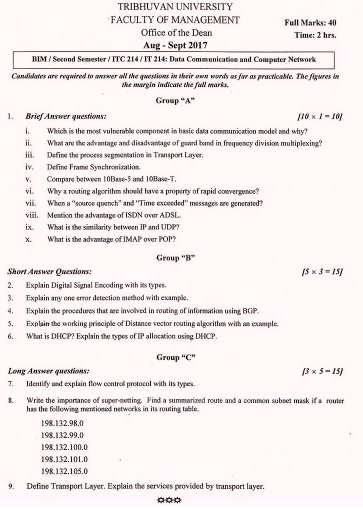 TRIBHUVAN UNIVERSITY
FACULTY OF MANAGEMENT
Office of the Dean
Aug - Sept 2017
Full Marks: 40
Time: 2 hrs.
BIM / Second Semester / ITC 214 / IT 214: Data Communication and Computer Network
Candidates are required to answer all the questions in their own words as far as practicable. The figures in
the margin indicate the full marks.
Group "A"
1. Brief Answer questions: [10 × 1 = 10]
i. Which is the most vulnerable component in basic data communication model and why?
ii. What are the advantage and disadvantage of guard band in frequency division multiplexing?
iii. Define the process segmentation in Transport Layer.
iv. Define Frame Synchronization.
v. Compare between 10Base-5 and 10Base-T.
vi. Why a routing algorithm should have a property of rapid convergence?
vii. When a "source quench" and "Time exceeded" messages are generated?
viii. Mention the advantage of ISDN over ADSL.
ix. What is the similarity between IP and UDP?
x. What is the advantage of IMAP over POP?
Group "B"
Short Answer Questions: [5 × 3 = 15]
2. Explain Digital Signal Encoding with its types.
3. Explain any one error detection method with example.
4. Explain the procedures that are involved in routing of information using BGP.
5. Explain the working principle of Distance vector routing algorithm with an example.
6. What is DHCP? Explain the types of IP allocation using DHCP.
Group "C"
Long Answer questions: [3 × 5 = 15]
7. Identify and explain flow control protocol with its types.
8. Write the importance of super-netting. Find a summarized route and a common subnet mask if a router
has the following mentioned networks in its routing table.
198.132.98.0
198.132.99.0
198.132.100.0
198.132.101.0
198.132.105.0
9. Define Transport Layer. Explain the services provided by transport layer.